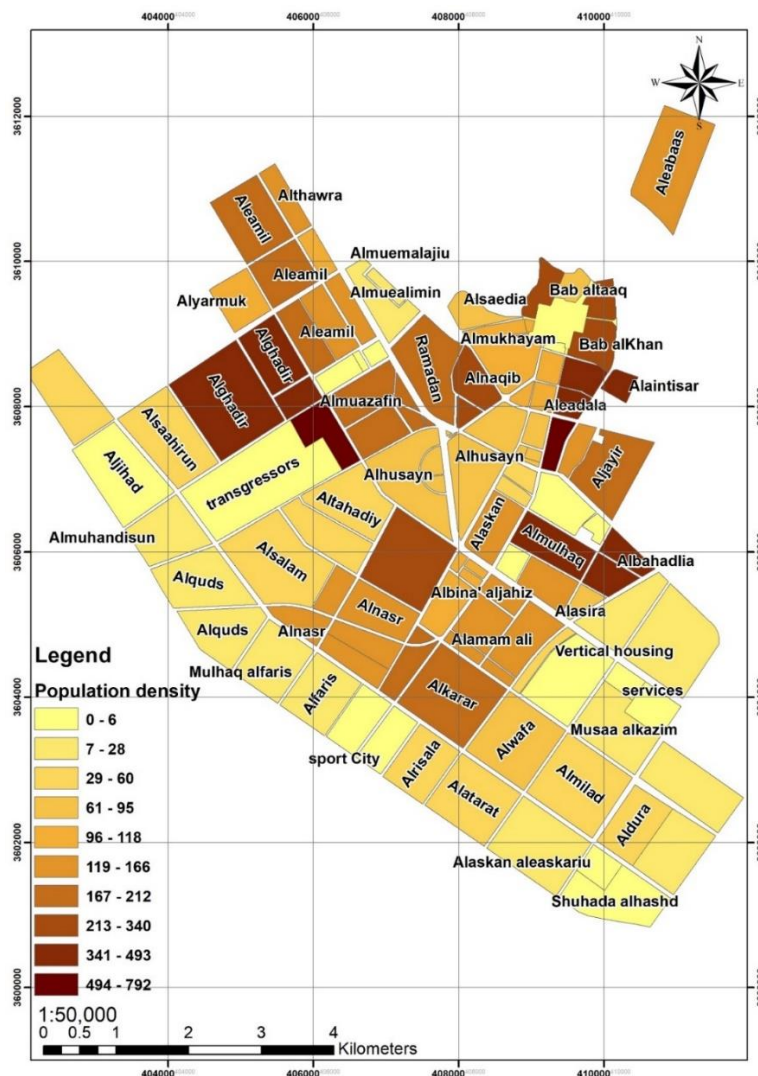 404000 406000 408000 410000
N
W E
S
3612000
Aleabaas
Althawra
Aleamil
3610000
Almuemalajiu
Aleamil
Almuealimin
Bab altaaq
Alyarmuk
Alsaedia
Aleamil
Almukhayam
Bab alKhan
Ramadan
Alghadir
Alnaqib
Alaintisar
Alghadir
3608000
Almuazafin
Aleadala
Alsaahirun
Aljihad
transgressors
Alhusayn
Alhusayn
Aljayir
Altahadiy
Alaskan
Almuhandisun
Almulhaq
3606000
Albahadlia
Alsalam
Alquds
Albina' aljahiz
Alnasr
Alasira
Alquds
Alnasr
Alamam ali
Vertical housing
Mulhaq alfaris
Alfaris
Alkarar
services
3604000
Musaa alkazim
sport City
Alwafa
Alrisala
Almilad
Alatarat
Aldura
3602000
Alaskan aleaskariu
Shuhada alhashd
3600000
Legend
Population density
0 - 6
7 - 28
29 - 60
61 - 95
96 - 118
119 - 166
167 - 212
213 - 340
341 - 493
494 - 792
1:50,000
0 0.5 1 2 3 4
Kilometers
404000 406000 408000 410000